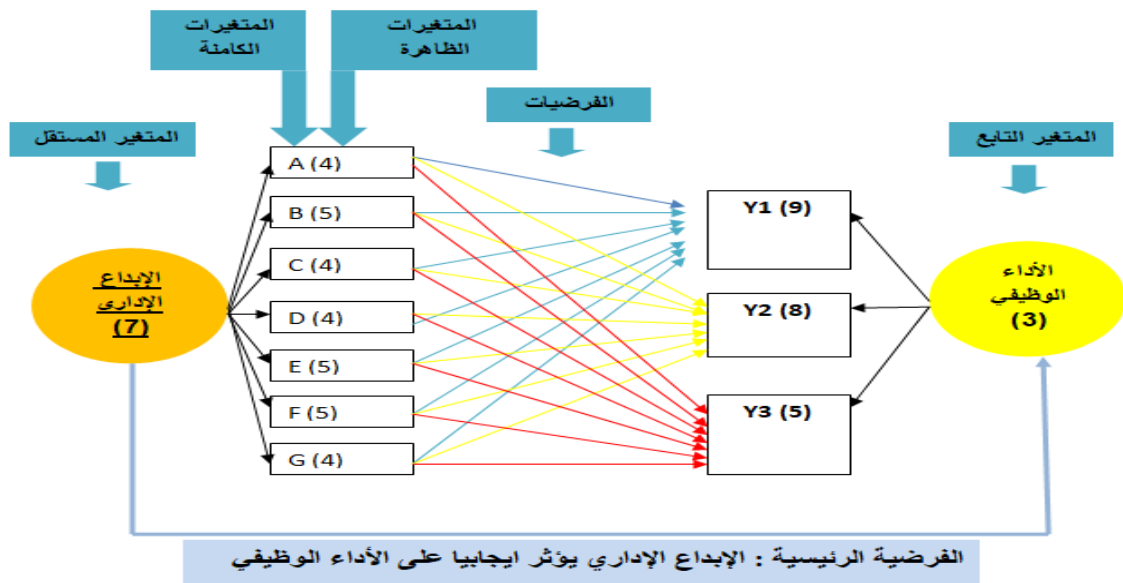 المتغيرات
الكامنة
المتغيرات
الظاهرة
الفرضيات
المتغير المستقل
المتغير التابع
A (4)
B (5)
C (4)
D (4)
E (5)
F (5)
G (4)
Y1 (9)
Y2 (8)
Y3 (5)
الإبداع
الإداري
(7)
الأداء
الوظيفي
(3)
الفرضية الرئيسية : الإبداع الإداري يؤثر ايجابيا على الأداء الوظيفي